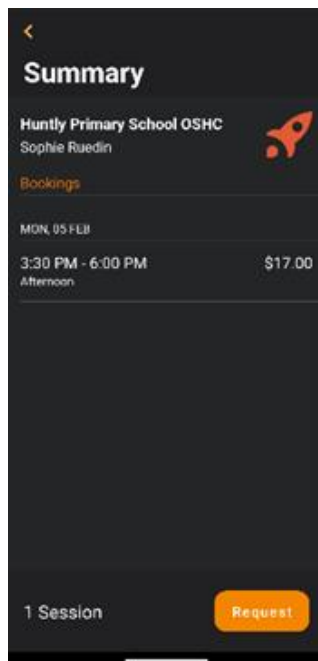 Summary
Huntly Primary School OSHC
Sophie Ruedin
Bookings
MON, 05 FEB
3:30 PM - 6:00 PM $17.00
Afternoon
1 Session Request